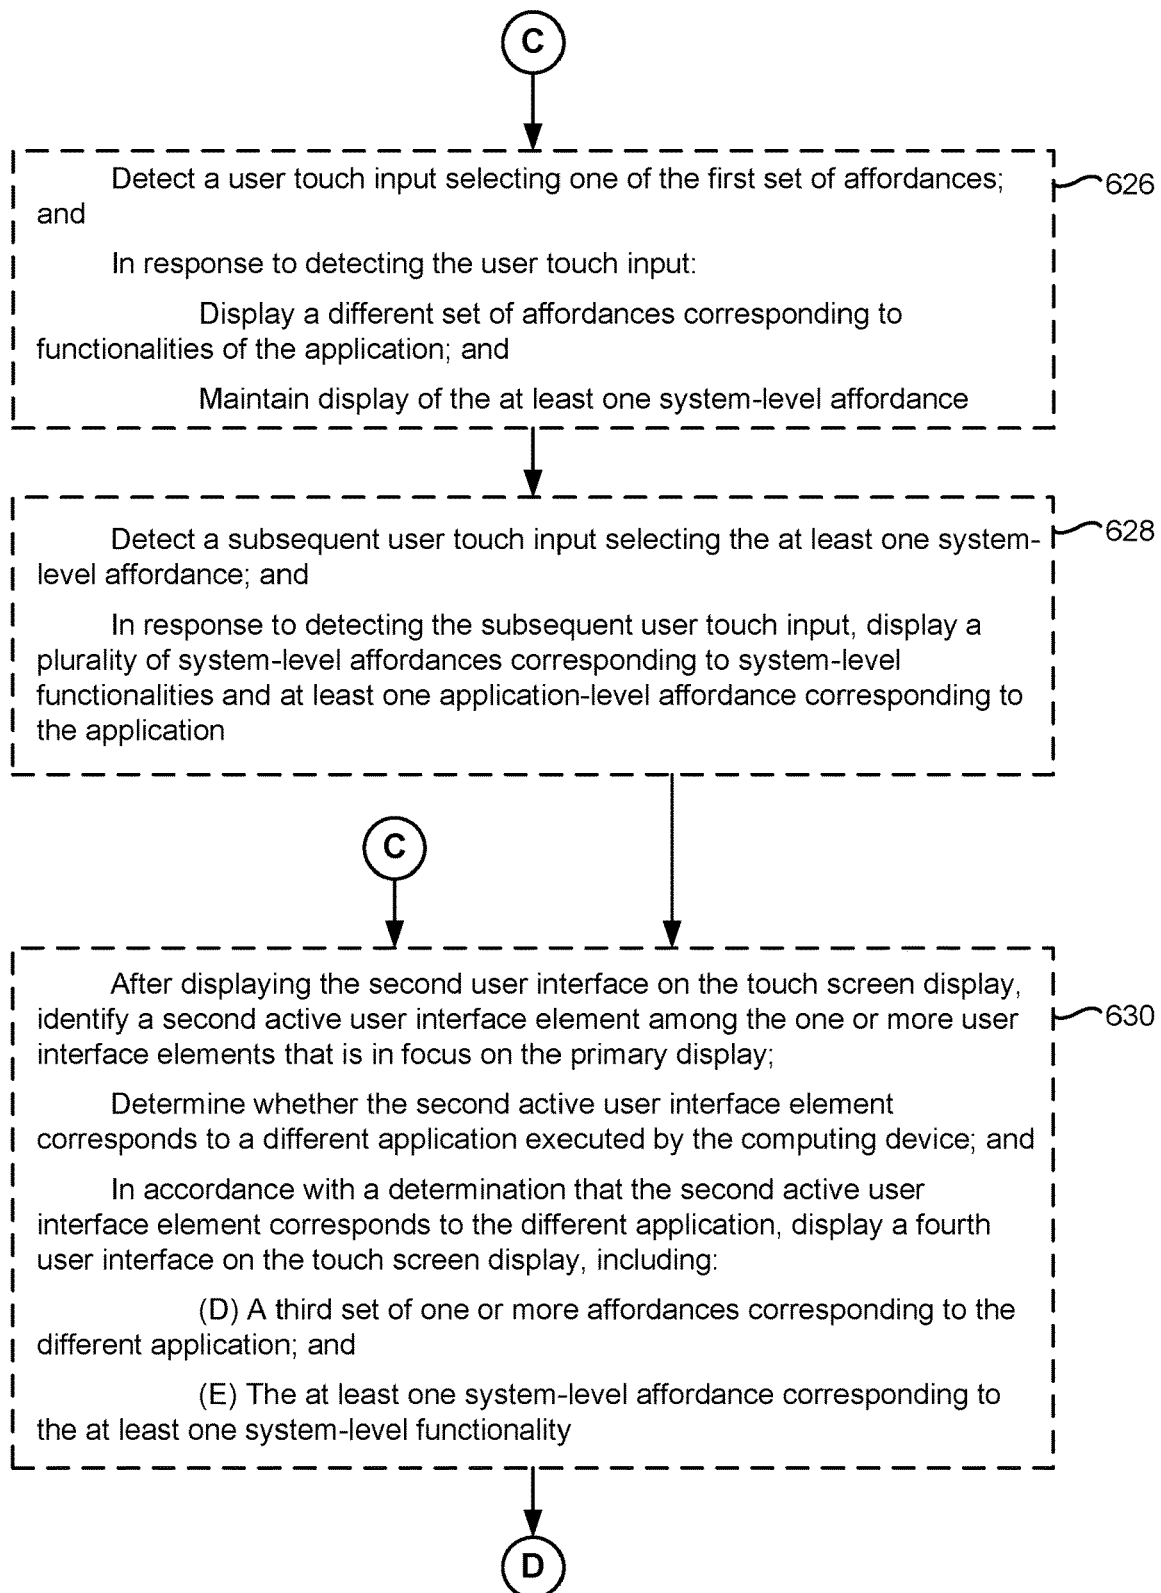 C
Detect a user touch input selecting one of the first set of affordances;
and
626
In response to detecting the user touch input:
Display a different set of affordances corresponding to
functionalities of the application; and
Maintain display of the at least one system-level affordance
Detect a subsequent user touch input selecting the at least one system-
level affordance; and
628
In response to detecting the subsequent user touch input, display a
plurality of system-level affordances corresponding to system-level
functionalities and at least one application-level affordance corresponding to
the application
C
After displaying the second user interface on the touch screen display,
identify a second active user interface element among the one or more user
interface elements that is in focus on the primary display;
630
Determine whether the second active user interface element
corresponds to a different application executed by the computing device; and
In accordance with a determination that the second active user
interface element corresponds to the different application, display a fourth
user interface on the touch screen display, including:
(D) A third set of one or more affordances corresponding to the
different application; and
(E) The at least one system-level affordance corresponding to
the at least one system-level functionality
D